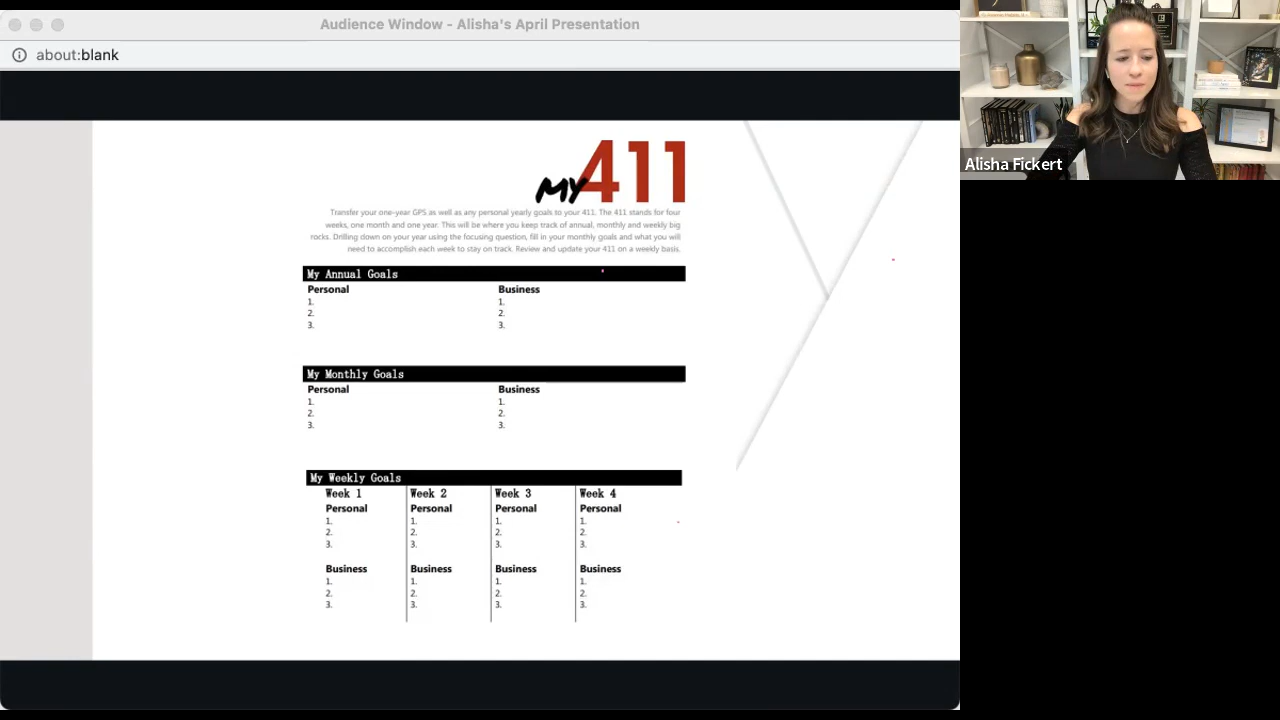 Audience Window - Alisha's April Presentation
about:blank
MY 411
Transfer your one-year GPS as well as any personal yearly goals to your 411. The 411 stands for four
weeks, one month and one year. This will be where you keep track of annual, monthly and weekly big
rocks. Drilling down on your year using the focusing question, fill in your monthly goals and what you will
need to accomplish each week to stay on track. Review and update your 411 on a weekly basis.
My Annual Goals
Personal Business
1. 1.
2. 2.
3. 3.
My Monthly Goals
Personal Business
1. 1.
2. 2.
3. 3.
My Weekly Goals
Week 1 Week 2 Week 3 Week 4
Personal Personal Personal Personal
1. 1. 1. 1.
2. 2. 2. 2.
3. 3. 3. 3.
Business Business Business Business
1. 1. 1. 1.
2. 2. 2. 2.
3. 3. 3. 3.
Alisha Fickert